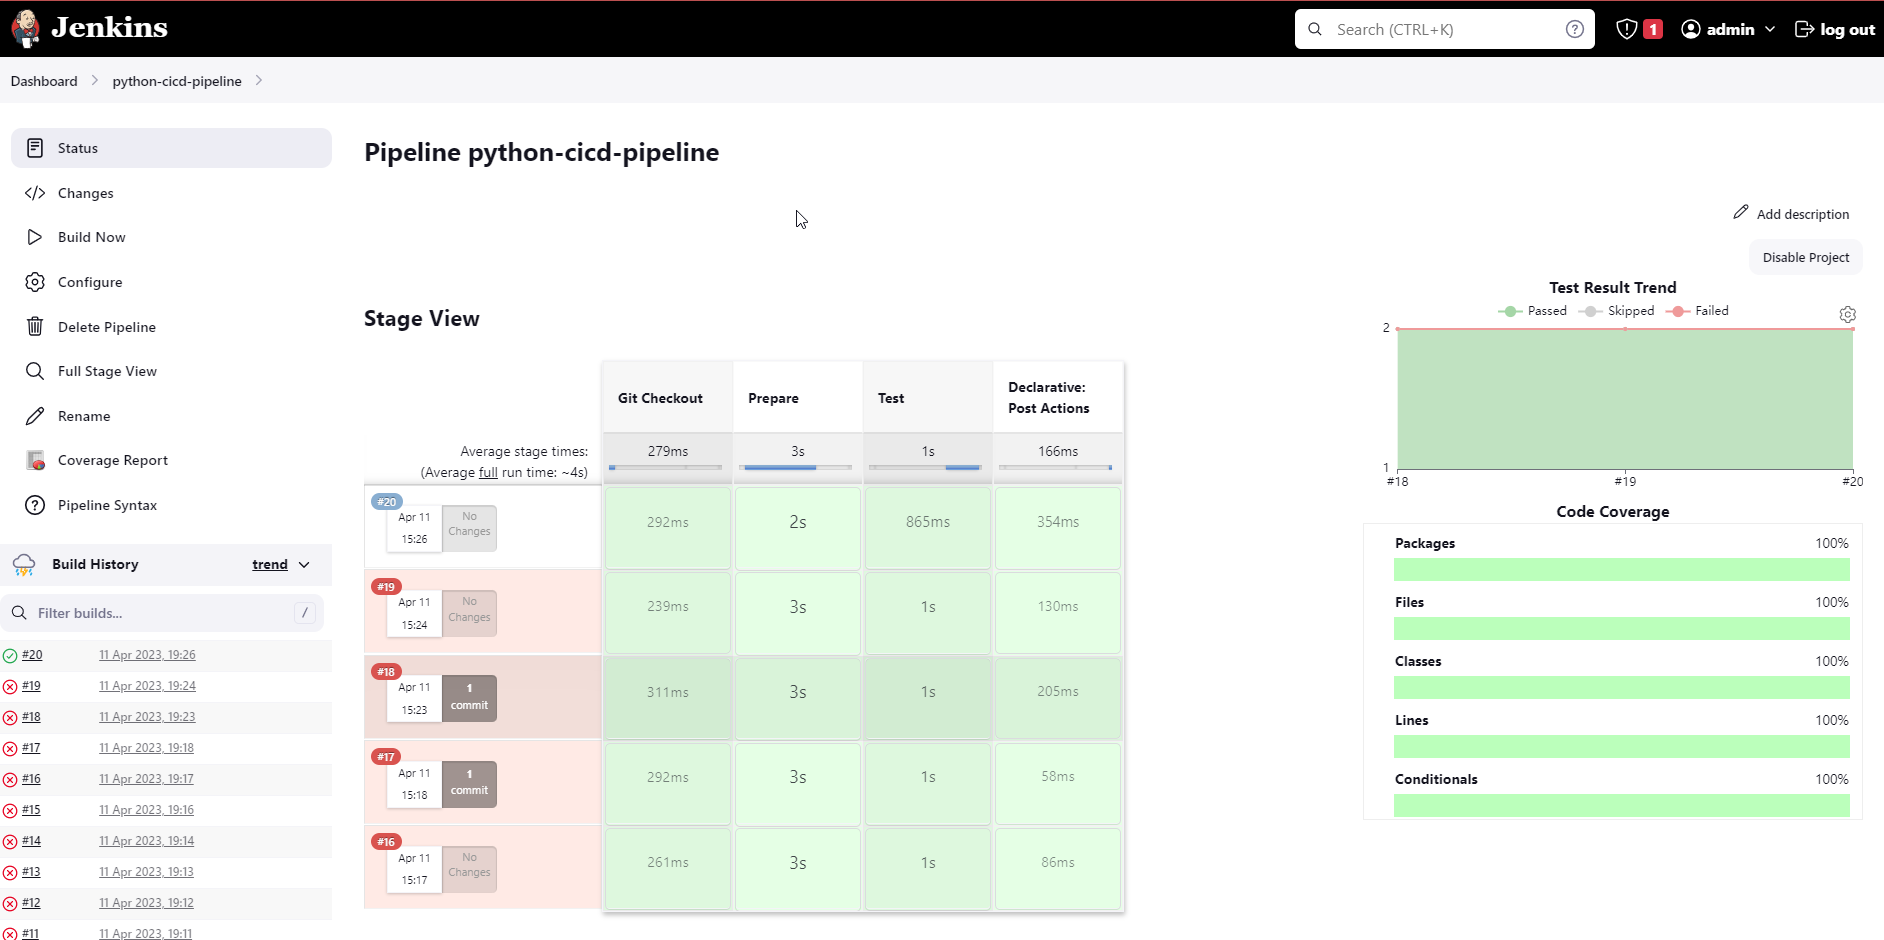 Jenkins
Search (CTRL+K)
?
1
admin
log out
Dashboard
python-cicd-pipeline
Status
Changes
Build Now
Configure
Delete Pipeline
Full Stage View
Rename
Coverage Report
Pipeline Syntax
Build History
trend
Filter builds...
/
#20 11 Apr 2023, 19:26
#19 11 Apr 2023, 19:24
#18 11 Apr 2023, 19:23
#17 11 Apr 2023, 19:18
#16 11 Apr 2023, 19:17
#15 11 Apr 2023, 19:16
#14 11 Apr 2023, 19:14
#13 11 Apr 2023, 19:13
#12 11 Apr 2023, 19:12
#11 11 Apr 2023, 19:11
Pipeline python-cicd-pipeline
Add description
Disable Project
Stage View
Git Checkout
Prepare
Test
Declarative:
Post Actions
Average stage times:
(Average full run time: ~4s)
279ms
3s
1s
166ms
#20
Apr 11
15:26
No
Changes
292ms
2s
865ms
354ms
#19
Apr 11
15:24
No
Changes
239ms
3s
1s
130ms
#18
Apr 11
15:23
1
commit
311ms
3s
1s
205ms
#17
Apr 11
15:18
1
commit
292ms
3s
1s
58ms
#16
Apr 11
15:17
No
Changes
261ms
3s
1s
86ms
Test Result Trend
Passed
Skipped
Failed
2
1
#18
#19
#20
Code Coverage
Packages 100%
Files 100%
Classes 100%
Lines 100%
Conditionals 100%